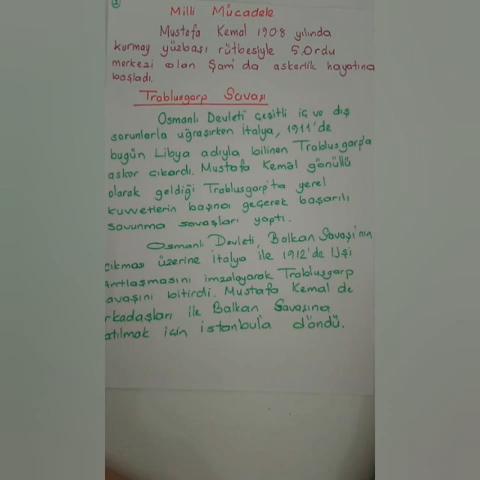 Milli Mücadele
Mustafa Kemal 1908 yılında
kurmay yüzbaşı rütbesiyle 5.Ordu
merkezi olan Şam'da askerlik hayatına
başladı.
Trablusgarp Savaşı
Osmanlı Devleti çeşitli iç ve dış
sorunlarla uğraşırken İtalya, 1911'de
bugün Libya adıyla bilinen Trablusgarp'a
asker çıkardı. Mustafa Kemal gönüllü
olarak geldiği Trablusgarp'ta yerel
kuvvetlerin başına geçerek başarılı
savunma savaşları yaptı.
Osmanlı Devleti, Balkan Savaşı'nın
çıkması üzerine İtalya ile 1912'de Uşi
Antlaşmasını imzalayarak Trablusgarp
avaşını bitirdi. Mustafa Kemal de
rkadaşları ile Balkan Savaşına
atılmak için İstanbul'a döndü.